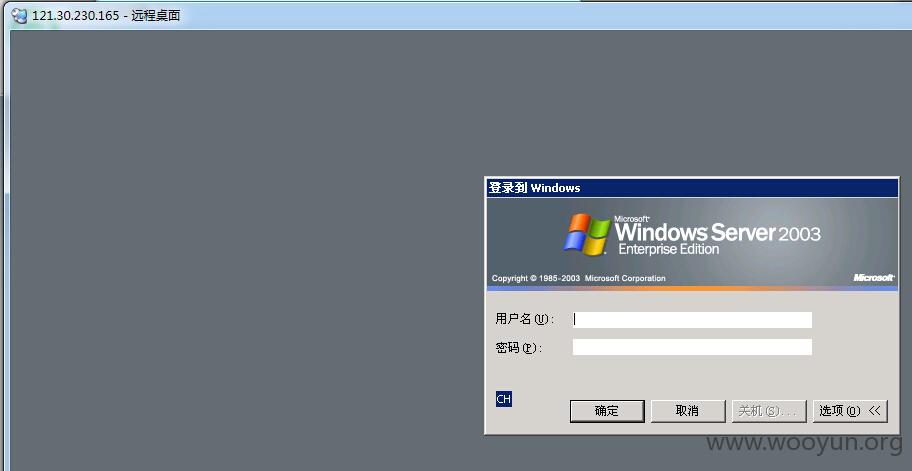 121.30.230.165 - 远程桌面
登录到 Windows
Microsoft®
Windows Server 2003
Enterprise Edition
Copyright © 1985-2003 Microsoft Corporation
Microsoft®
用户名(U):
密码(P):
CH
确定
取消
关机(S)...
选项(O) <<
www.wooyun.org